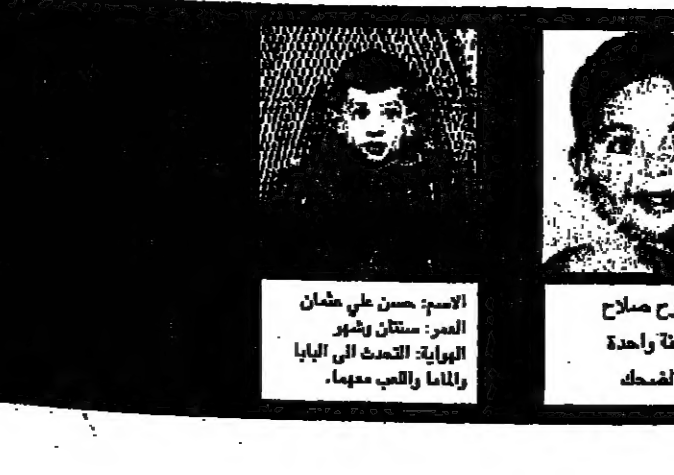 الاسم: حسن علي عثمان
العمر: سنتان وشهر
الهواية: التحدث الى البابا
والماما واللعب معهما.
صلاح
واحدة
الضحك